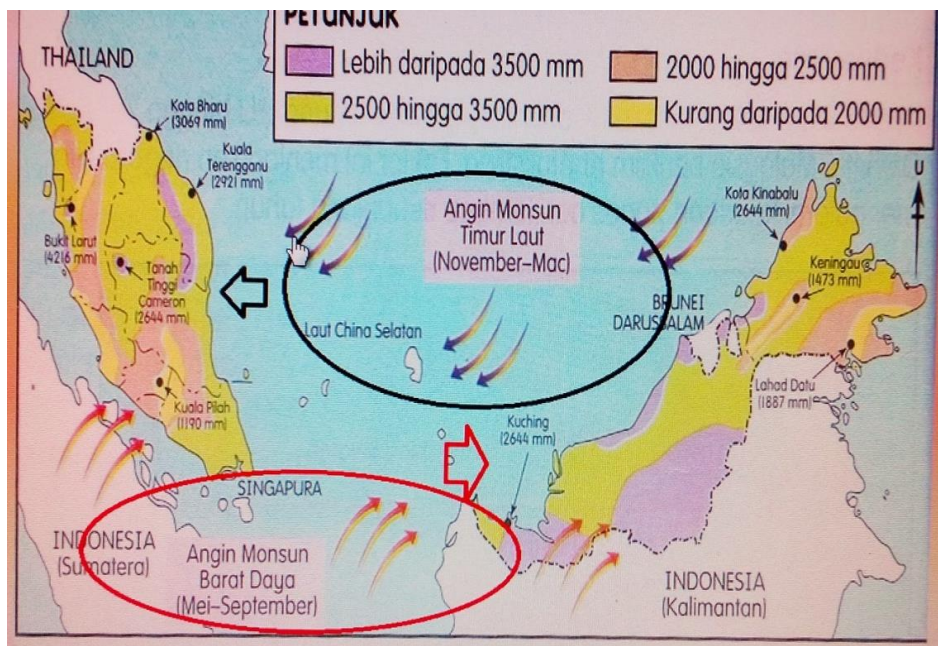 PETUNJUK
Lebih daripada 3500 mm
2000 hingga 2500 mm
2500 hingga 3500 mm
Kurang daripada 2000 mm
THAILAND
Kota Bharu
(3069 mm)
Kuala
Terengganu
(2921 mm)
Bukit Larut
(4216 mm)
Tanah
Tinggi
Cameron
(2644 mm)
Kuala Pilah
(1190 mm)
Angin Monsun
Timur Laut
(November–Mac)
Laut China Selatan
U
Kota Kinabalu
(2644 mm)
Keningau
(1473 mm)
BRUNEI
DARUSSALAM
Lahad Datu
(1887 mm)
Kuching
(2644 mm)
SINGAPURA
INDONESIA
(Sumatera)
Angin Monsun
Barat Daya
(Mei–September)
INDONESIA
(Kalimantan)